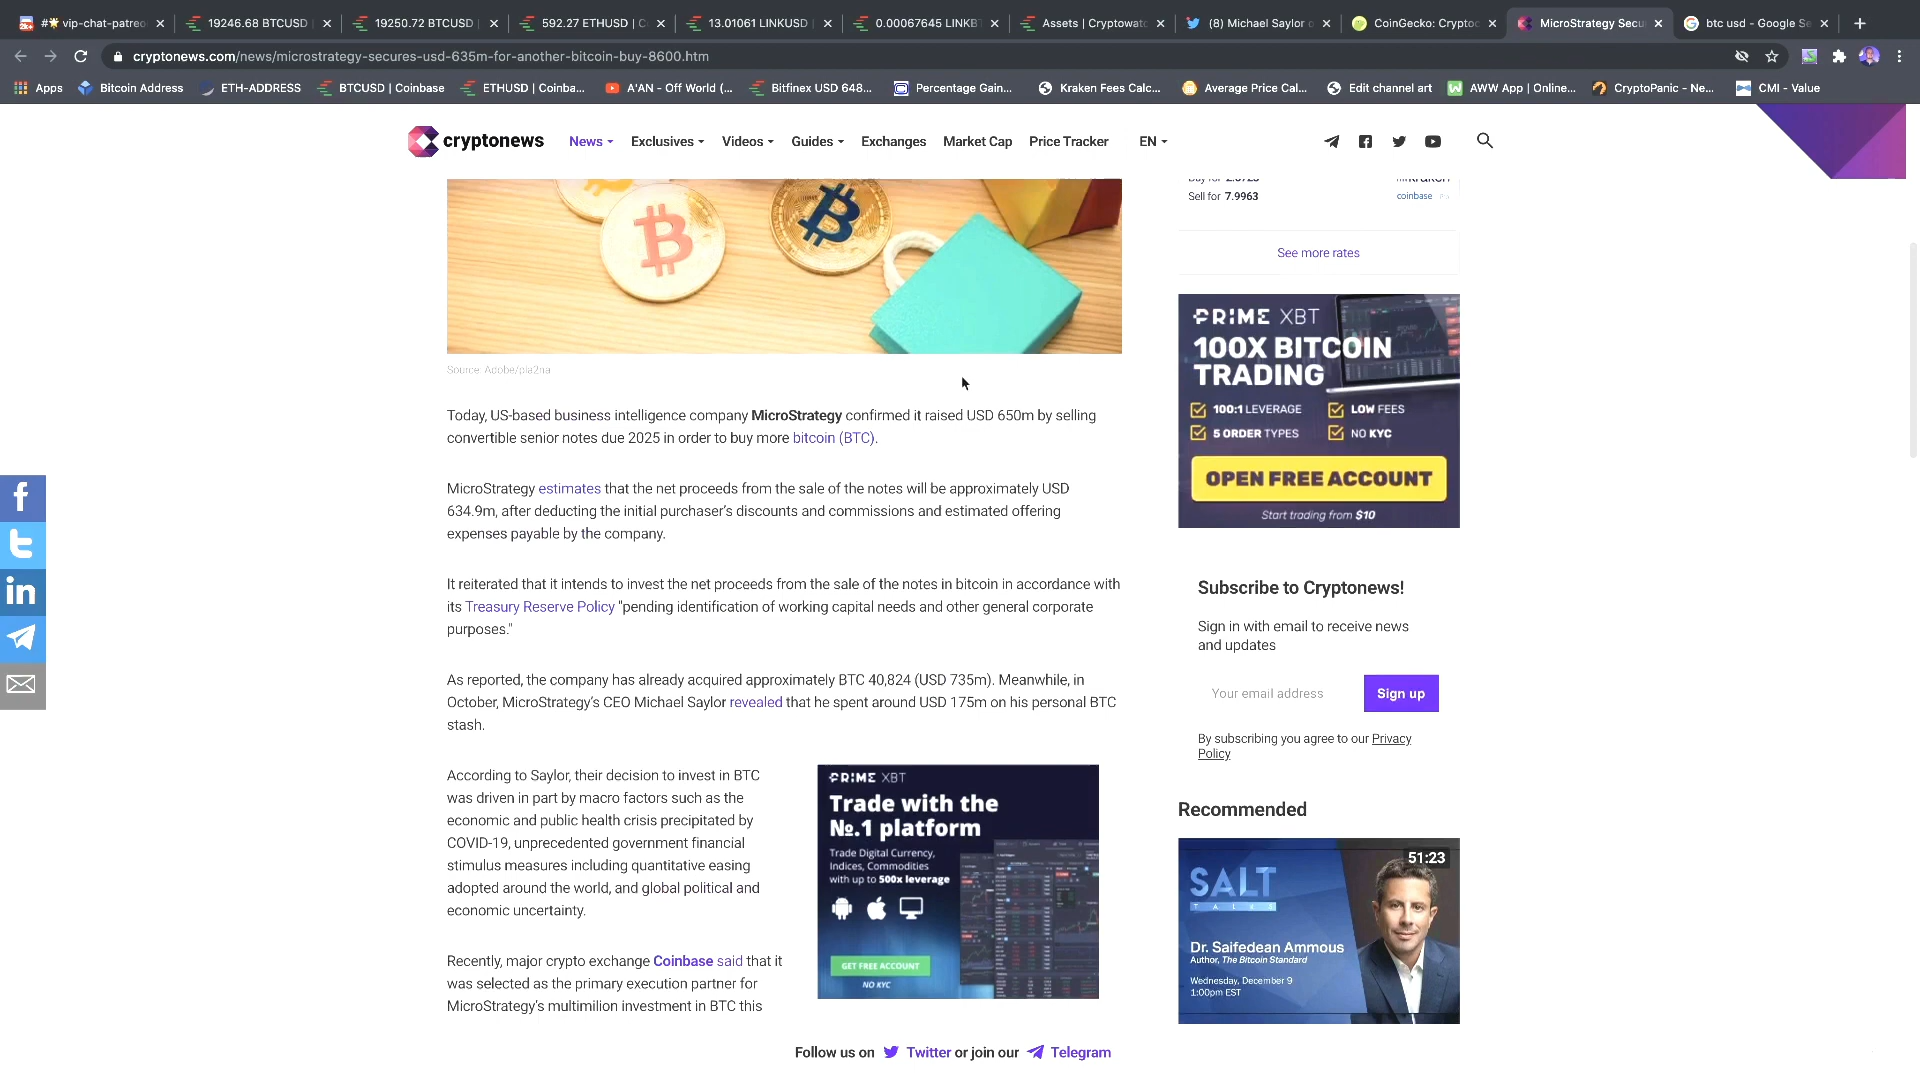 #🌟 vip-chat-patreo
19246.68 BTCUSD
19250.72 BTCUSD
592.27 ETHUSD | C
13.01061 LINKUSD
0.00067645 LINKBT
Assets | Cryptowatc
(8) Michael Saylor o
CoinGecko: Cryptoc
MicroStrategy Secu
btc usd - Google Se
cryptonews.com/news/microstrategy-secures-usd-635m-for-another-bitcoin-buy-8600.htm
Apps
Bitcoin Address
ETH-ADDRESS
BTCUSD | Coinbase
ETHUSD | Coinba...
A'AN - Off World (...
Bitfinex USD 648...
Percentage Gain...
Kraken Fees Calc...
Average Price Cal...
Edit channel art
AWW App | Online...
CryptoPanic - Ne...
CMI - Value
cryptonews
News
Exclusives
Videos
Guides
Exchanges
Market Cap
Price Tracker
EN
Sell for 7.9963
coinbase
See more rates
Source: Adobe/pla2na
Today, US-based business intelligence company MicroStrategy confirmed it raised USD 650m by selling
convertible senior notes due 2025 in order to buy more bitcoin (BTC).
MicroStrategy estimates that the net proceeds from the sale of the notes will be approximately USD
634.9m, after deducting the initial purchaser's discounts and commissions and estimated offering
expenses payable by the company.
It reiterated that it intends to invest the net proceeds from the sale of the notes in bitcoin in accordance with
its Treasury Reserve Policy "pending identification of working capital needs and other general corporate
purposes."
As reported, the company has already acquired approximately BTC 40,824 (USD 735m). Meanwhile, in
October, MicroStrategy's CEO Michael Saylor revealed that he spent around USD 175m on his personal BTC
stash.
According to Saylor, their decision to invest in BTC
was driven in part by macro factors such as the
economic and public health crisis precipitated by
COVID-19, unprecedented government financial
stimulus measures including quantitative easing
adopted around the world, and global political and
economic uncertainty.
Recently, major crypto exchange Coinbase said that it
was selected as the primary execution partner for
MicroStrategy's multimilion investment in BTC this
PRIME XBT
Trade with the
№.1 platform
Trade Digital Currency,
Indices, Commodities
with up to 500x leverage
GET FREE ACCOUNT
NO KYC
PRIME XBT
100X BITCOIN
TRADING
100:1 LEVERAGE
LOW FEES
5 ORDER TYPES
NO KYC
OPEN FREE ACCOUNT
Start trading from $10
Subscribe to Cryptonews!
Sign in with email to receive news
and updates
Your email address
Sign up
By subscribing you agree to our Privacy
Policy
Recommended
51:23
SALT
TALKS
Dr. Saifedean Ammous
Author, The Bitcoin Standard
Wednesday, December 9
1:00pm EST
Follow us on Twitter or join our Telegram